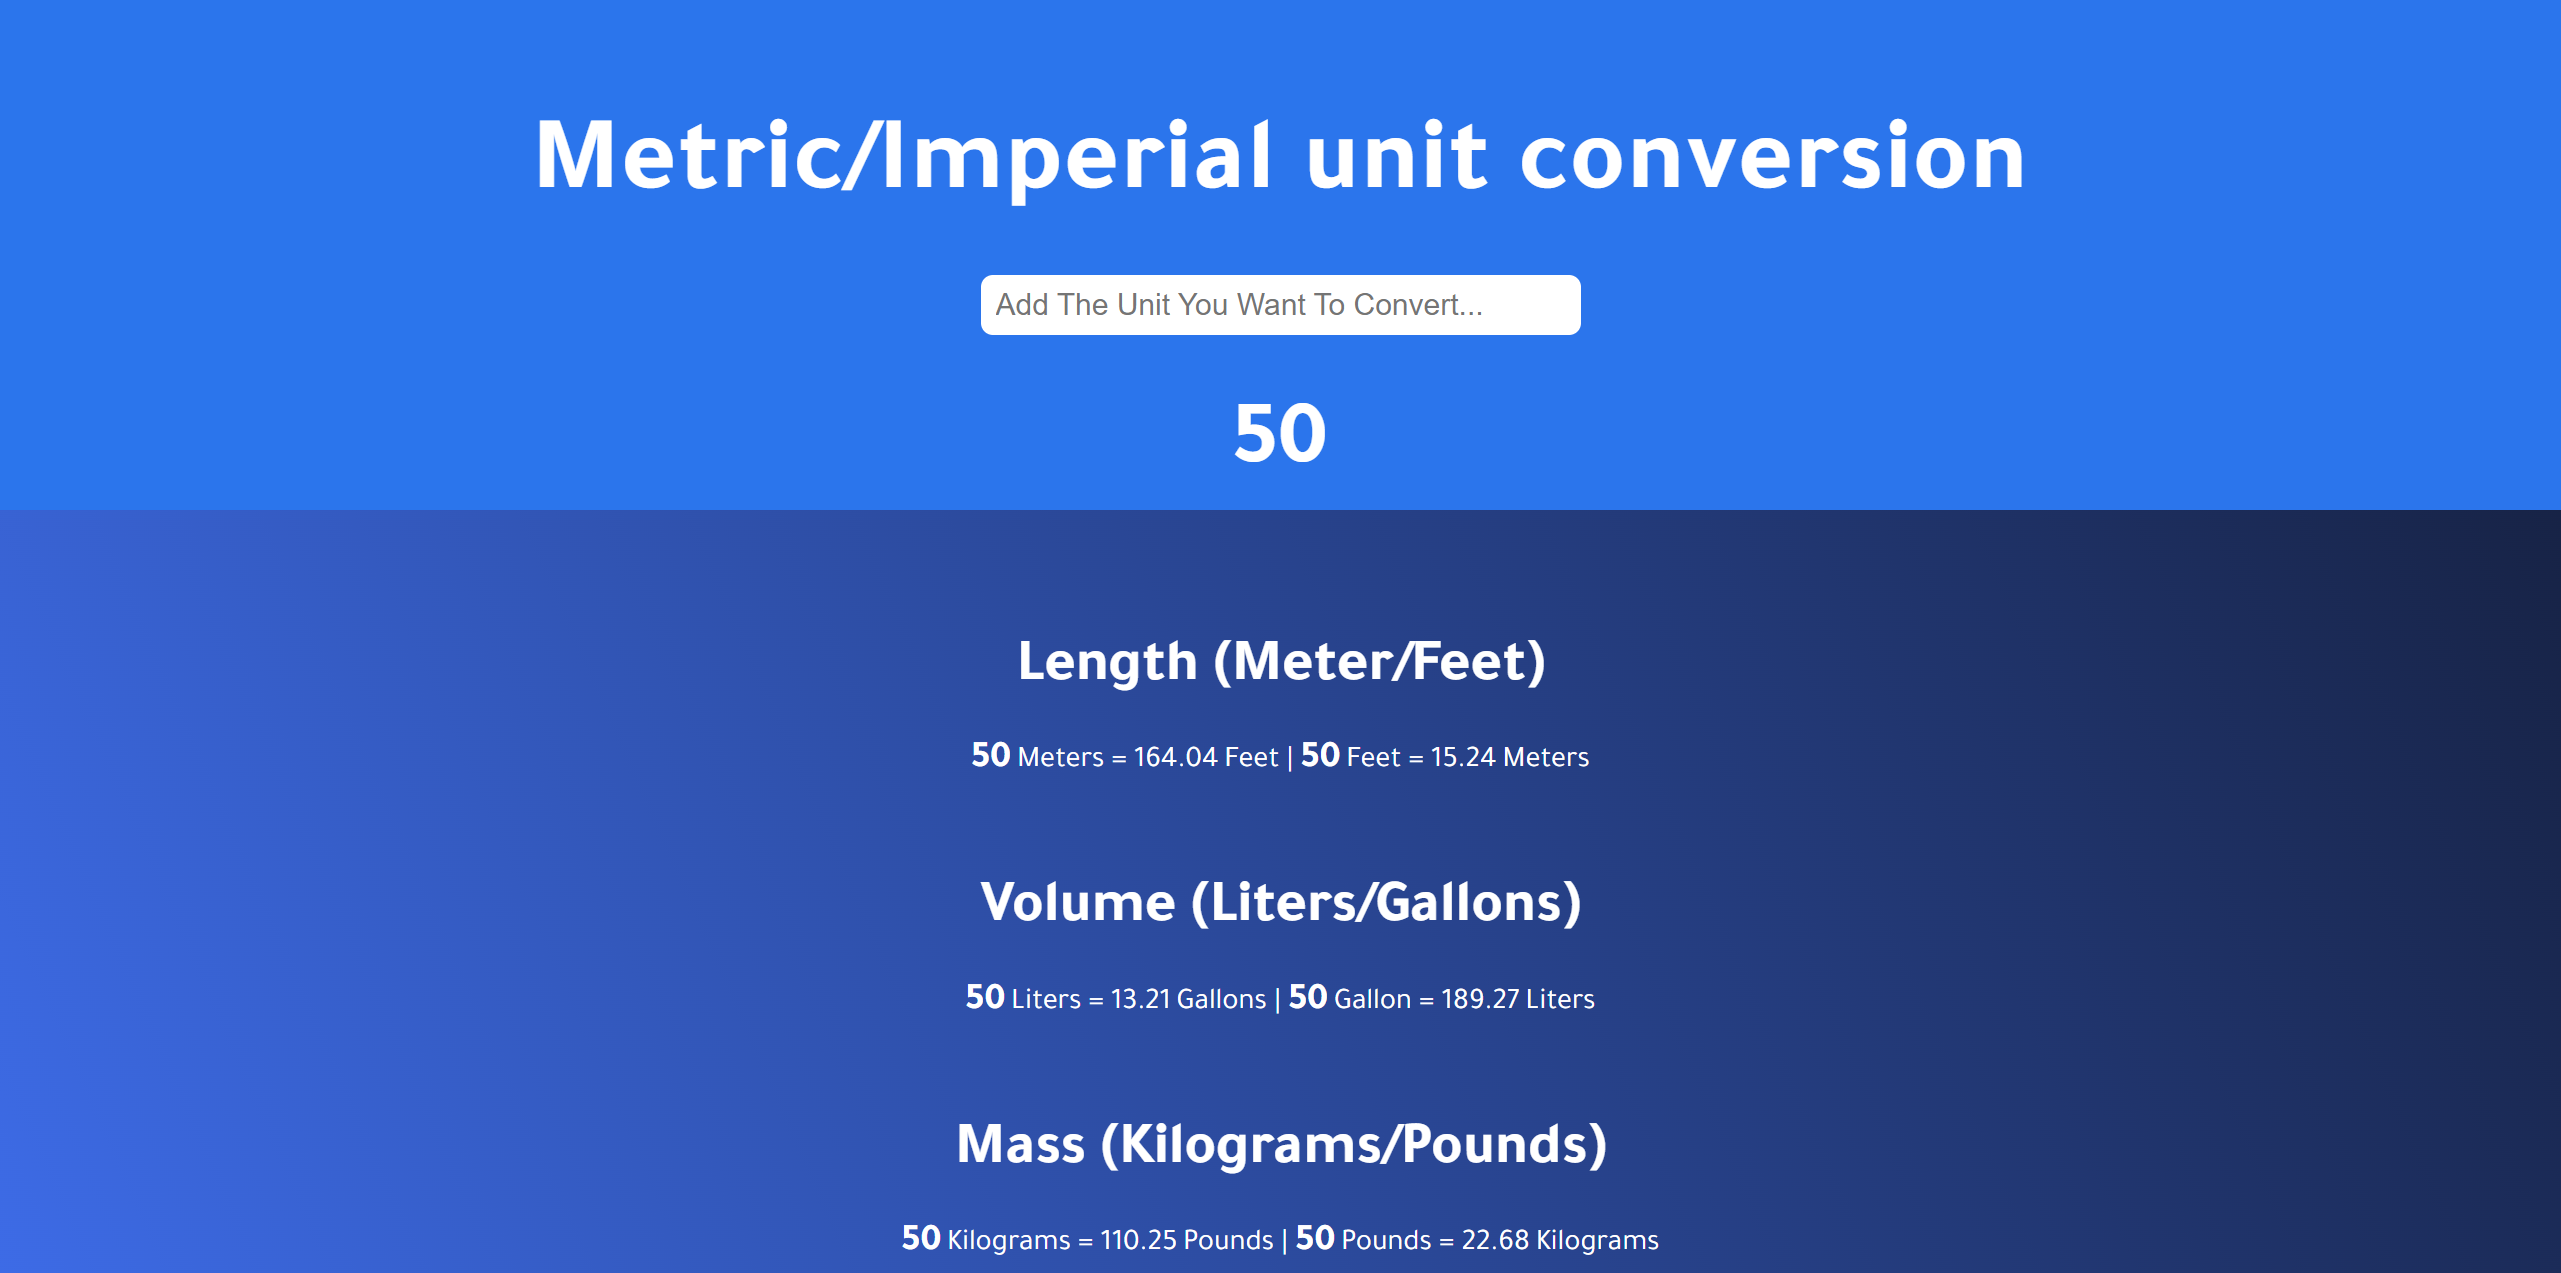 Metric/Imperial unit conversion
Add The Unit You Want To Convert...
50
Length (Meter/Feet)
50 Meters = 164.04 Feet | 50 Feet = 15.24 Meters
Volume (Liters/Gallons)
50 Liters = 13.21 Gallons | 50 Gallon = 189.27 Liters
Mass (Kilograms/Pounds)
50 Kilograms = 110.25 Pounds | 50 Pounds = 22.68 Kilograms